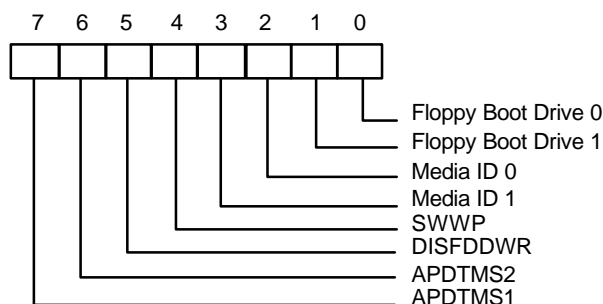 7 6 5 4 3 2 1 0
Floppy Boot Drive 0
Floppy Boot Drive 1
Media ID 0
Media ID 1
SWWP
DISFDDWR
APDTMS2
APDTMS1